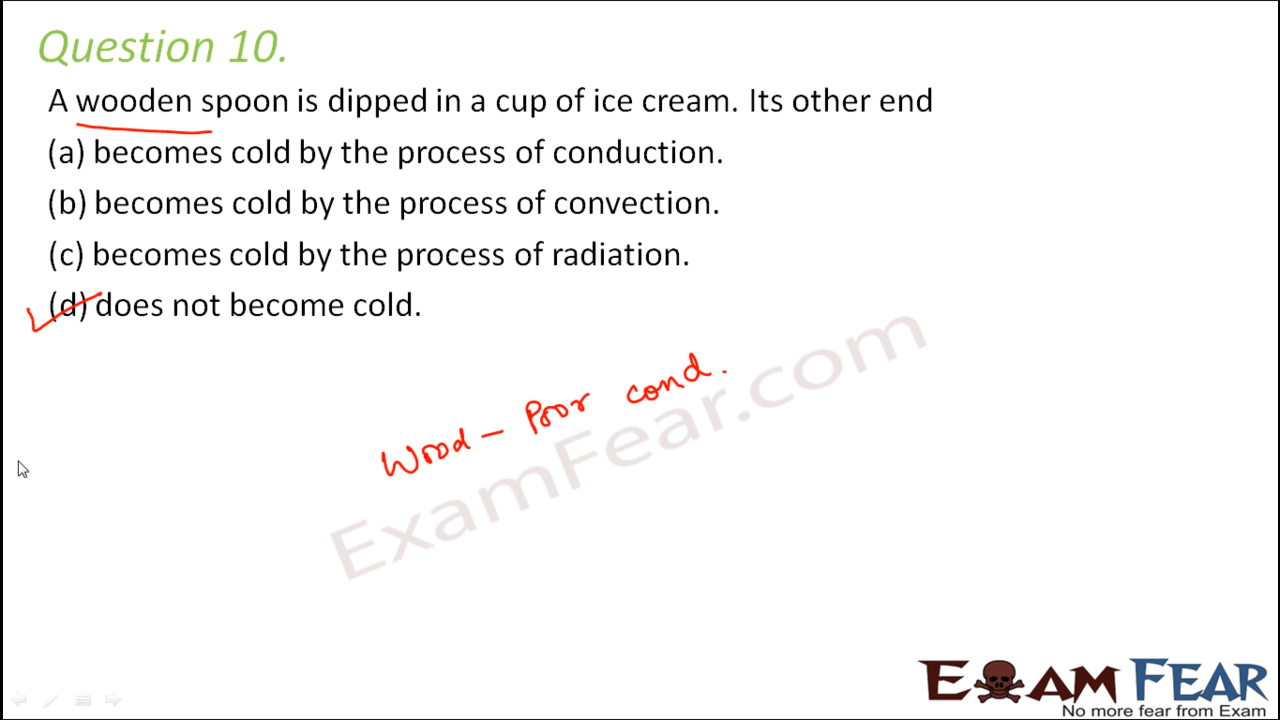 Question 10.
A wooden spoon is dipped in a cup of ice cream. Its other end
(a) becomes cold by the process of conduction.
(b) becomes cold by the process of convection.
(c) becomes cold by the process of radiation.
(d) does not become cold.
Wood - Poor cond.
ExamFear.com
EXAM FEAR
No more fear from Exam